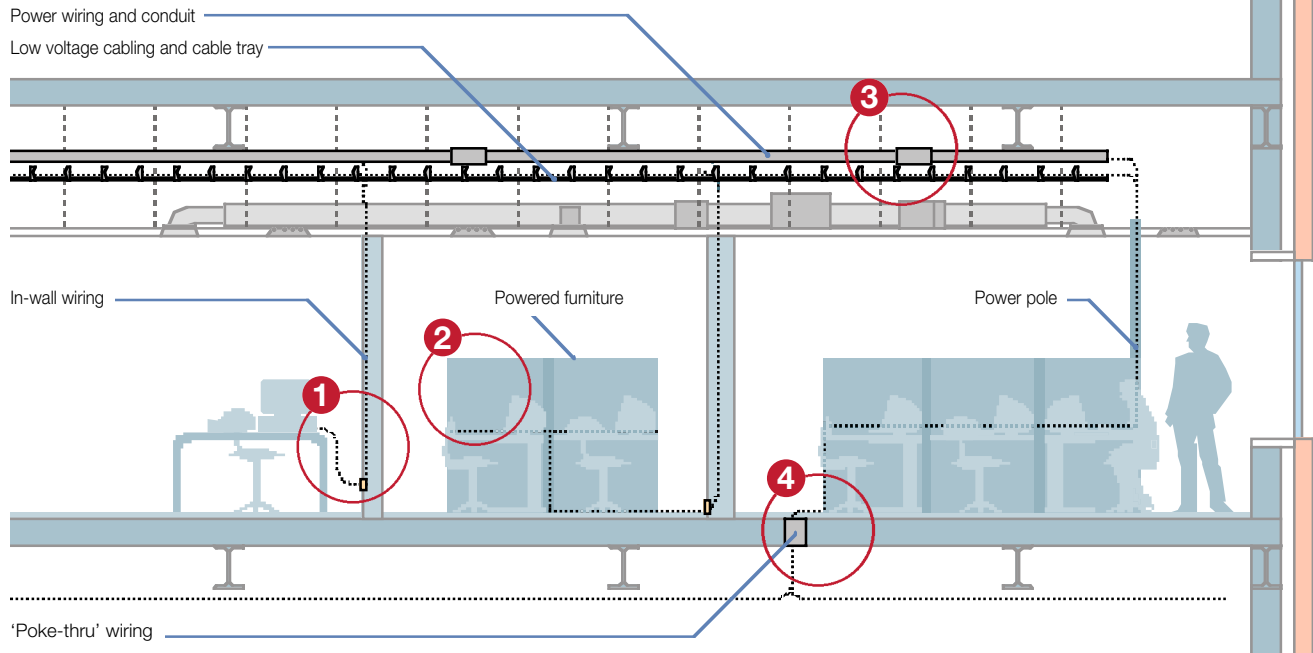 Power wiring and conduit
Low voltage cabling and cable tray
3
In-wall wiring
Powered furniture
Power pole
2
1
4
‘Poke-thru’ wiring